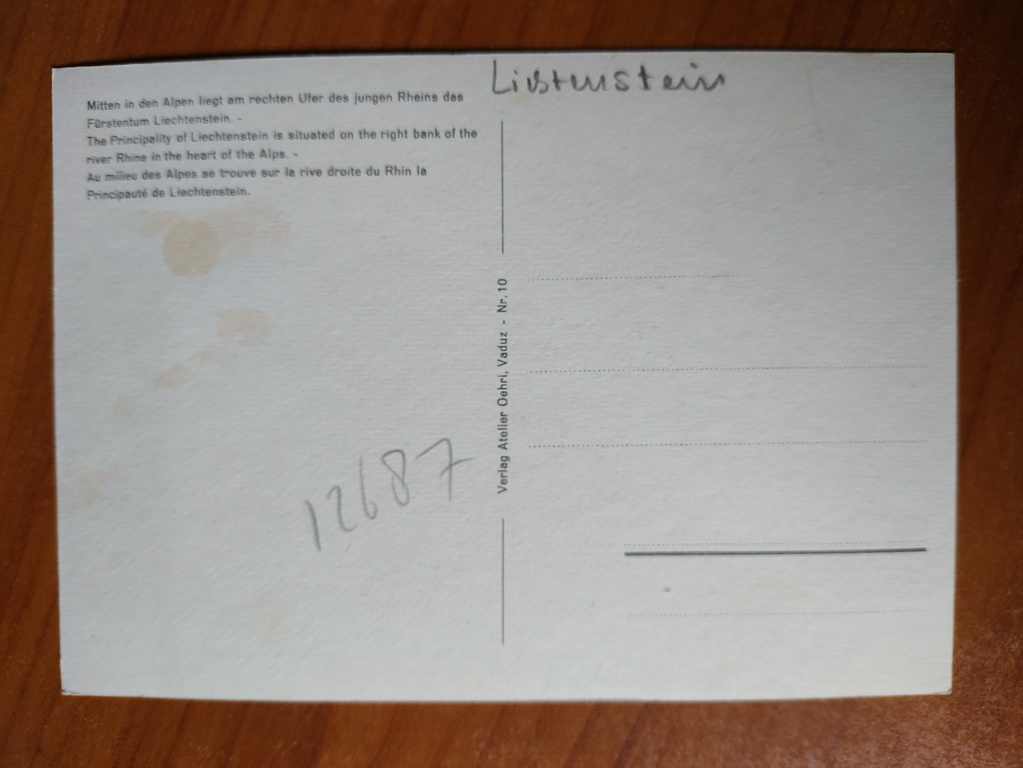 Mitten in den Alpen liegt am rechten Ufer des jungen Rheins das
Fürstentum Liechtenstein. -
The Principality of Liechtenstein is situated on the right bank of the
river Rhine in the heart of the Alps. -
Au milieu des Alpes se trouve sur la rive droite du Rhin la
Principauté de Liechtenstein.
12687
Verlag Atelier Oehri, Vaduz - Nr. 10
Listenstein